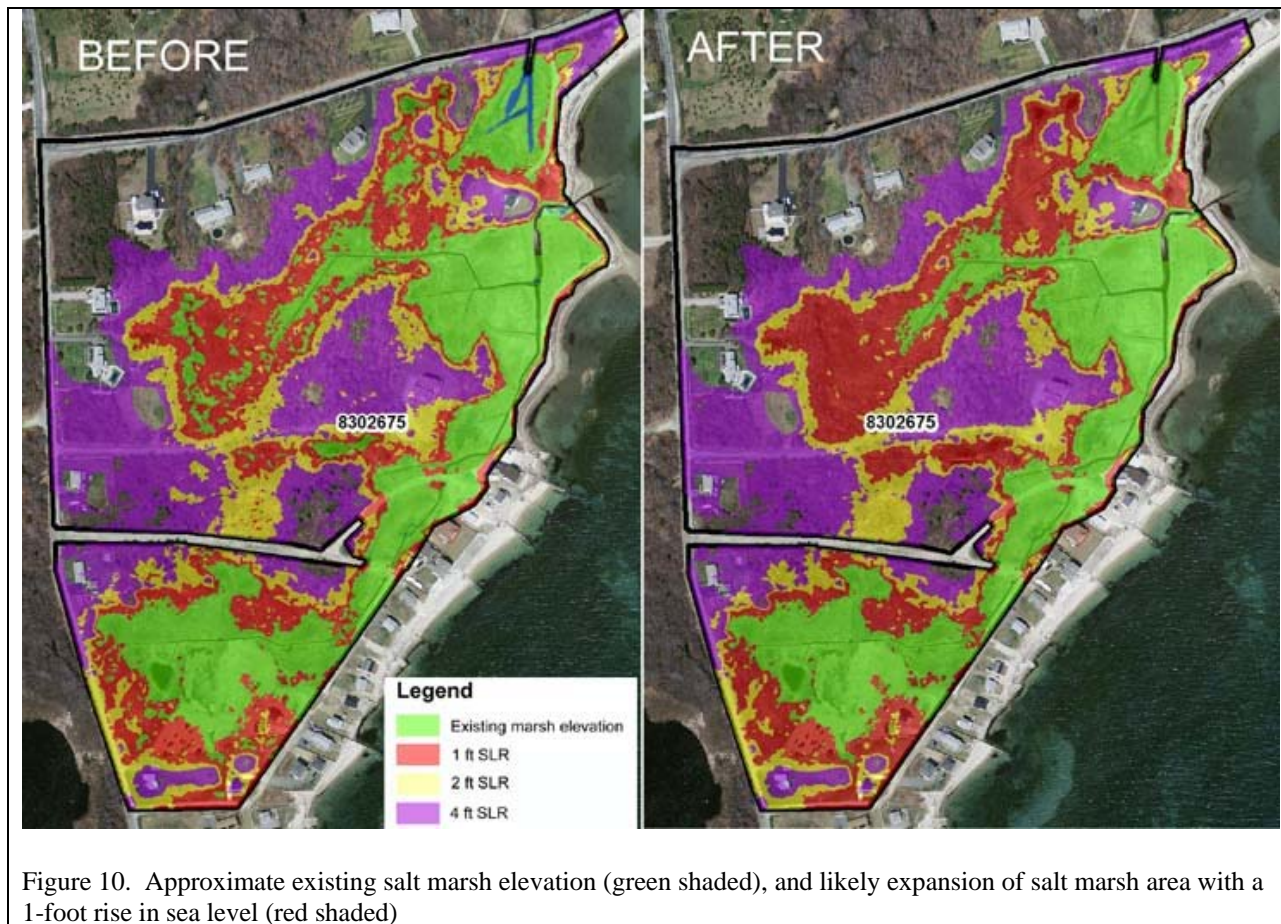 BEFORE
AFTER
8302675
8302675
Legend
Existing marsh elevation
1 ft SLR
2 ft SLR
4 ft SLR
Figure 10. Approximate existing salt marsh elevation (green shaded), and likely expansion of salt marsh area with a
1-foot rise in sea level (red shaded)